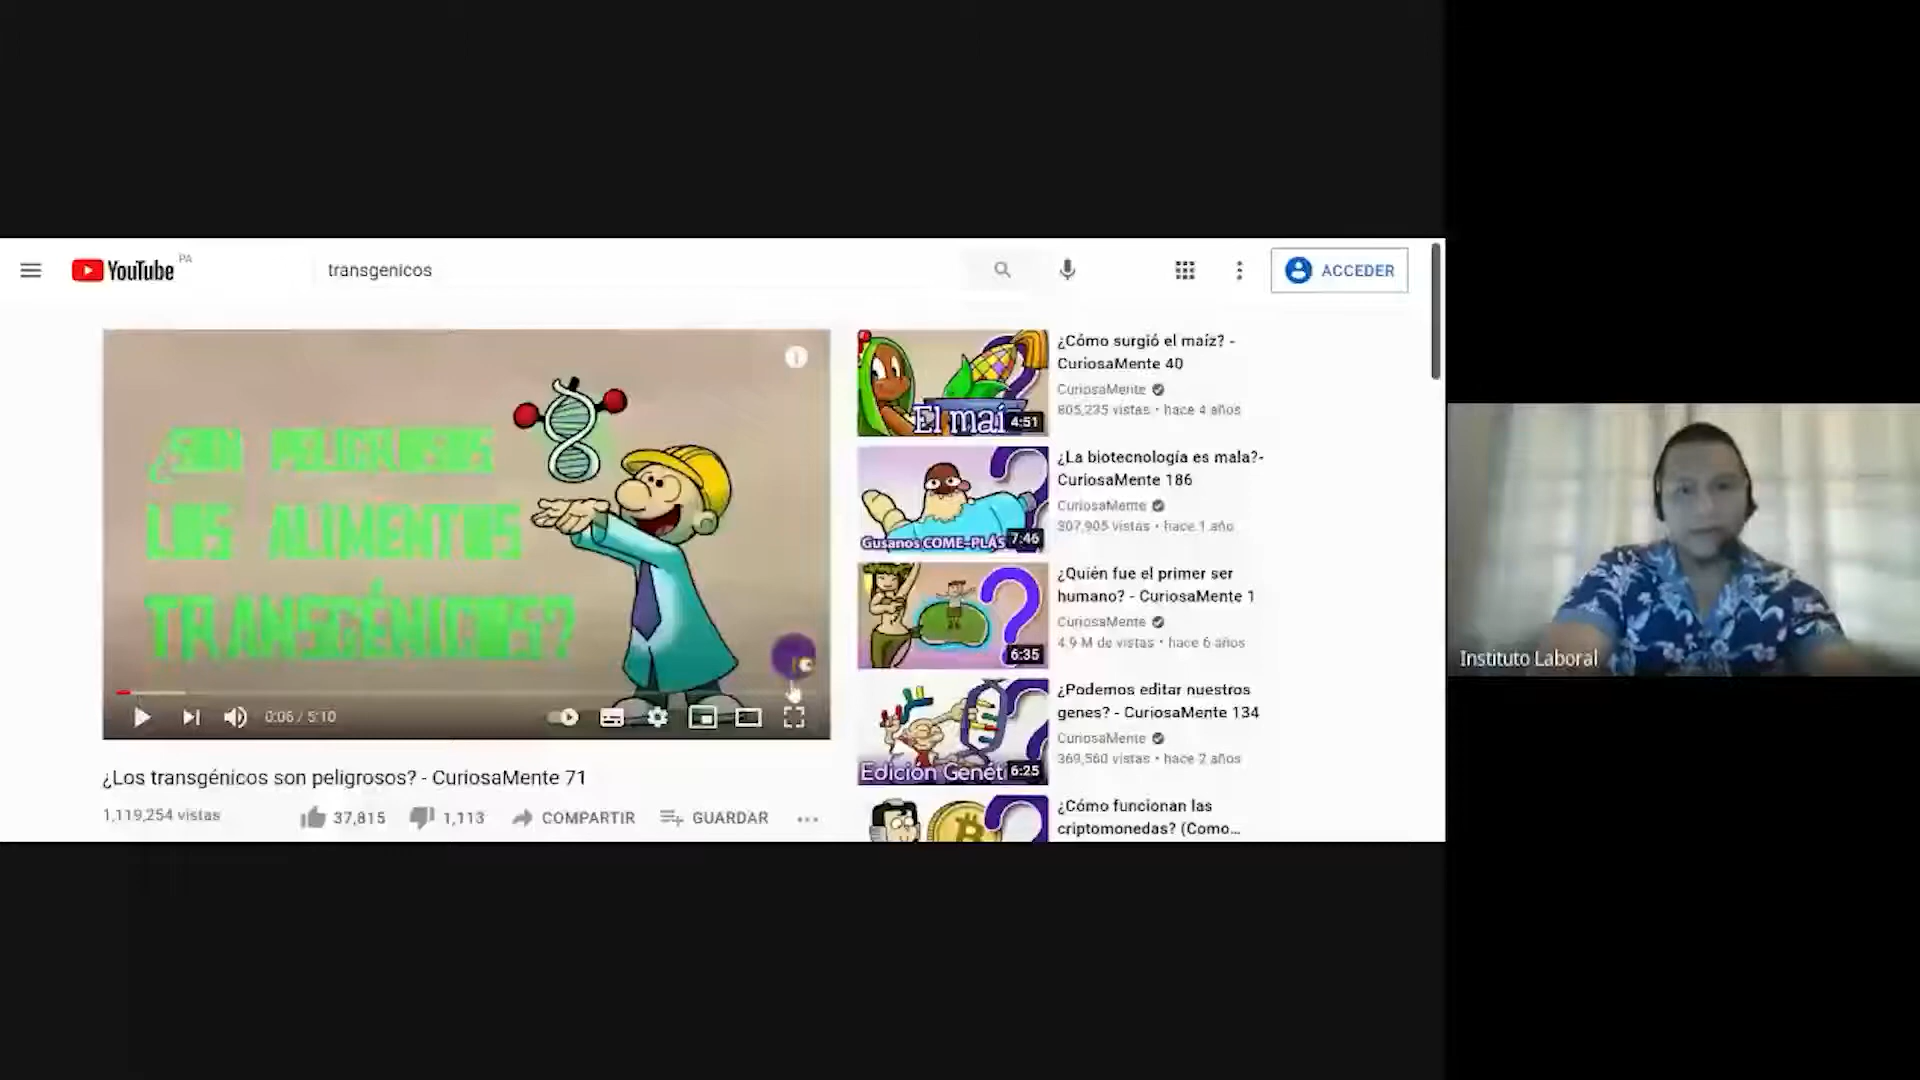 YouTube PA
transgenicos
ACCEDER
¿SON PELIGROSOS
LOS ALIMENTOS
TRANSGÉNICOS?
0:06 / 5:10
¿Los transgénicos son peligrosos? - CuriosaMente 71
1,119,254 vistas
37,815
1,113
COMPARTIR
GUARDAR
El maí
4:51
¿Cómo surgió el maíz? -
CuriosaMente 40
CuriosaMente
805,235 vistas • hace 4 años
Gusanos COME-PLÁS
7:46
¿La biotecnología es mala?-
CuriosaMente 186
CuriosaMente
307,905 vistas • hace 1 año
6:35
¿Quién fue el primer ser
humano? - CuriosaMente 1
CuriosaMente
4.9 M de vistas • hace 6 años
Edición Genéti
6:25
¿Podemos editar nuestros
genes? - CuriosaMente 134
CuriosaMente
369,560 vistas • hace 2 años
¿Cómo funcionan las
criptomonedas? (Como...
Instituto Laboral